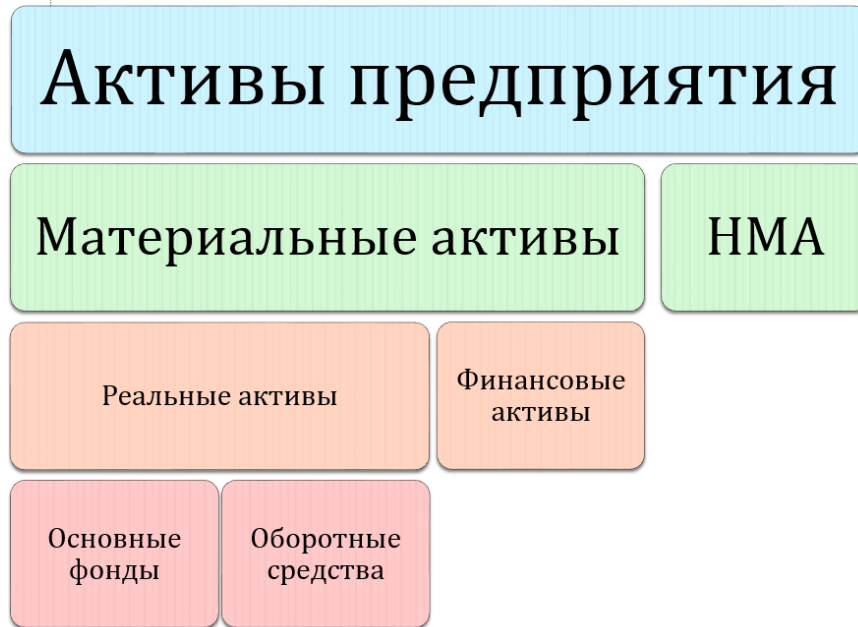 Активы предприятия
Материальные активы
НМА
Реальные активы
Финансовые
активы
Основные
фонды
Оборотные
средства